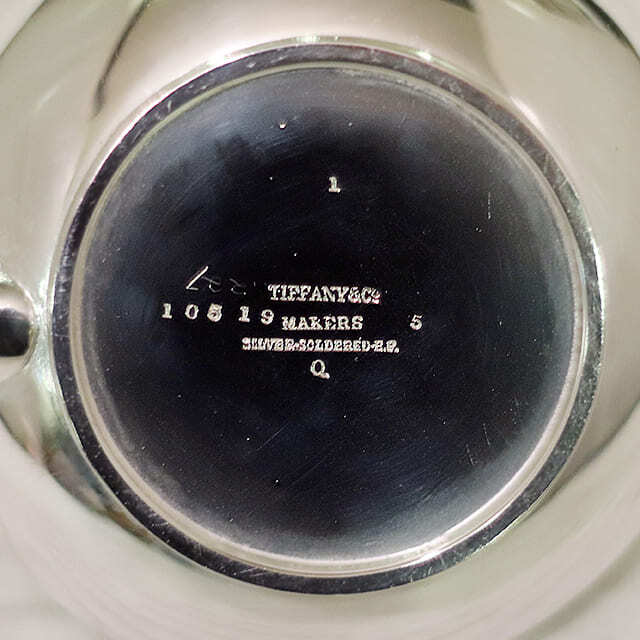 1
TIFFANY&Co
10519 MAKERS 5
SILVER-SOLDERED-E.P.
Q